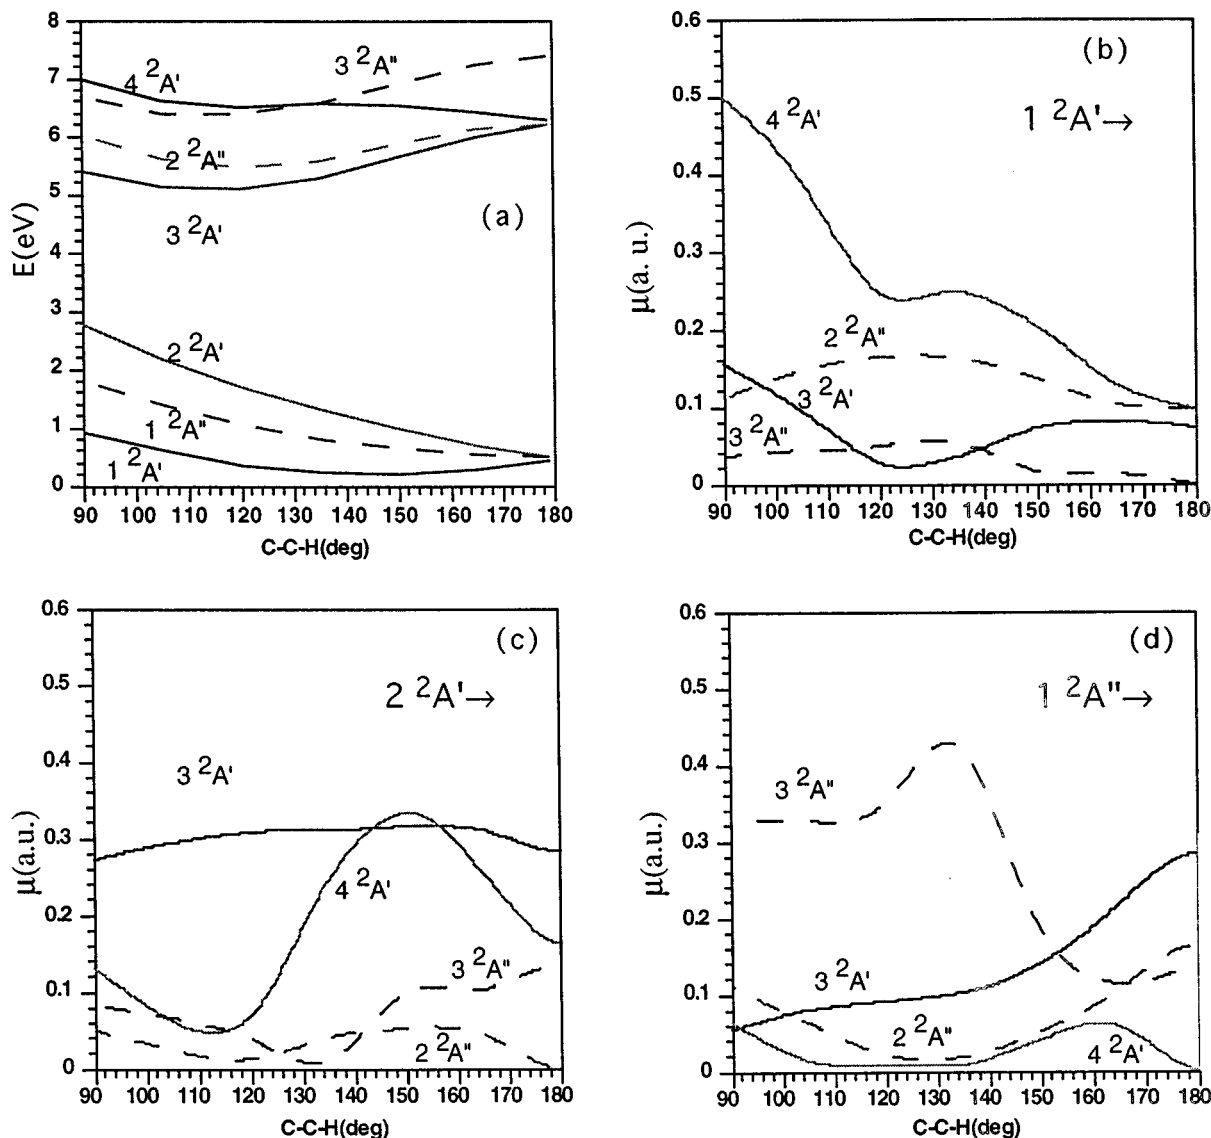 8
7
6
5
4
3
2
1
0
E(eV)
4 ²A'
3 ²A"
2 ²A"
(a)
3 ²A'
2 ²A'
1 ²A"
1 ²A'
90 100 110 120 130 140 150 160 170 180
C-C-H(deg)
0.6
0.5
0.4
0.3
0.2
0.1
0
μ(a. u.)
(b)
4 ²A'
1 ²A'→
2 ²A"
3 ²A'
3 ²A"
90 100 110 120 130 140 150 160 170 180
C-C-H(deg)
0.6
0.5
0.4
0.3
0.2
0.1
0
μ(a.u.)
(c)
2 ²A'→
3 ²A'
4 ²A'
3 ²A"
2 ²A"
90 100 110 120 130 140 150 160 170 180
C-C-H(deg)
0.6
0.5
0.4
0.3
0.2
0.1
0
μ(a.u.)
(d)
1 ²A"→
3 ²A"
3 ²A'
2 ²A"
4 ²A'
90 100 110 120 130 140 150 160 170 180
C-C-H(deg)